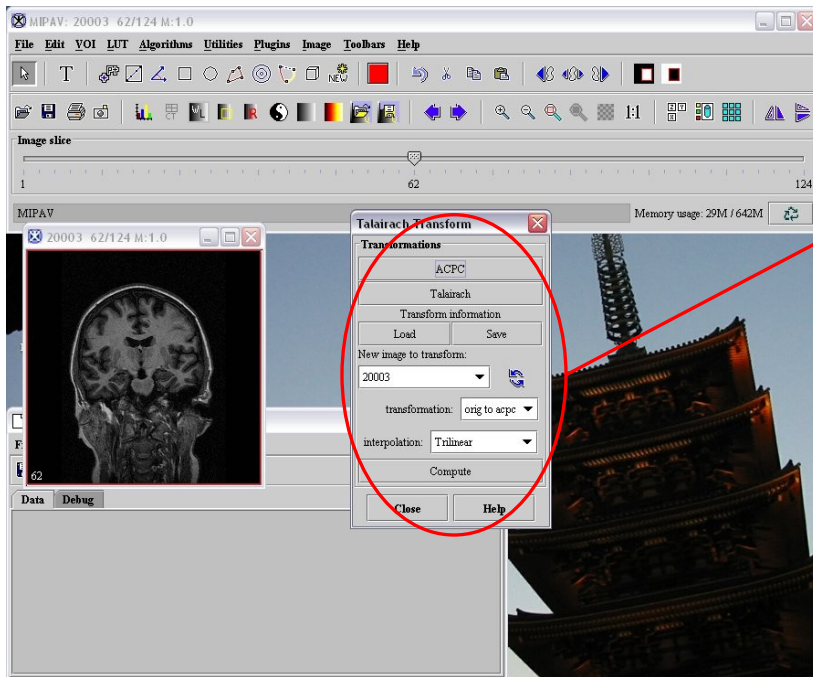 MIPAV: 20003 62/124 M:1.0
File Edit VOI LUT Algorithms Utilities Plugins Image Toolbars Help
T NEW
W L R 1:1
Image slice
1 62 124
MIPAV
Memory usage: 29M / 642M
20003 62/124 M:1.0
62
Talairach Transform
Transformations
ACPC
Talairach
Transform information
Load Save
New image to transform:
20003
transformation: orig to acpc
interpolation: Trilinear
Compute
Close Help
Data Debug